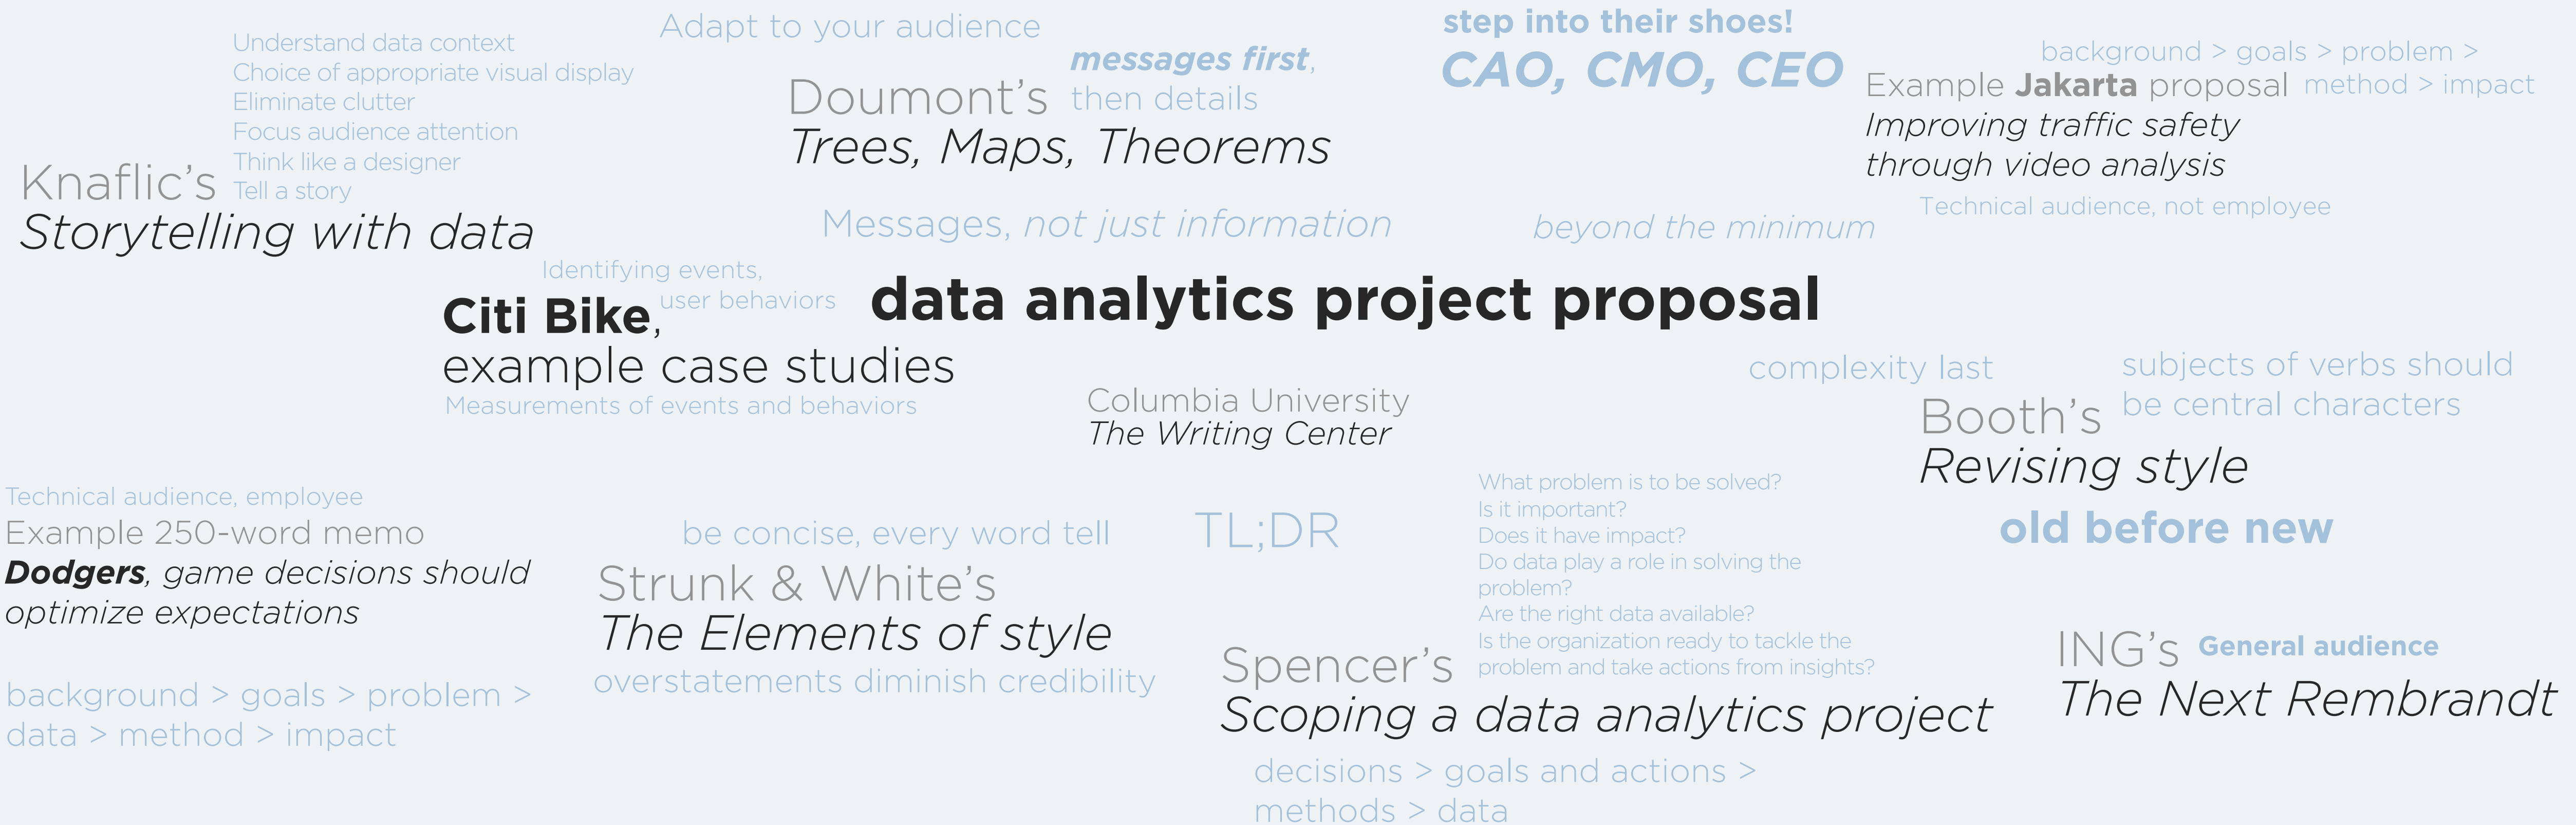 Understand data context
Choice of appropriate visual display
Eliminate clutter
Focus audience attention
Think like a designer
Tell a story
Knaflic's
Storytelling with data
Adapt to your audience
messages first,
then details
Doumont's
Trees, Maps, Theorems
Messages, not just information
step into their shoes!
CAO, CMO, CEO
beyond the minimum
background > goals > problem >
method > impact
Example Jakarta proposal
Improving traffic safety
through video analysis
Technical audience, not employee
Identifying events,
user behaviors
Citi Bike,
example case studies
Measurements of events and behaviors
data analytics project proposal
Columbia University
The Writing Center
complexity last
subjects of verbs should
be central characters
Booth's
Revising style
old before new
Technical audience, employee
Example 250-word memo
Dodgers, game decisions should
optimize expectations
background > goals > problem >
data > method > impact
be concise, every word tell
Strunk & White's
The Elements of style
overstatements diminish credibility
TL;DR
What problem is to be solved?
Is it important?
Does it have impact?
Do data play a role in solving the
problem?
Are the right data available?
Is the organization ready to tackle the
problem and take actions from insights?
Spencer's
Scoping a data analytics project
decisions > goals and actions >
methods > data
ING's
General audience
The Next Rembrandt